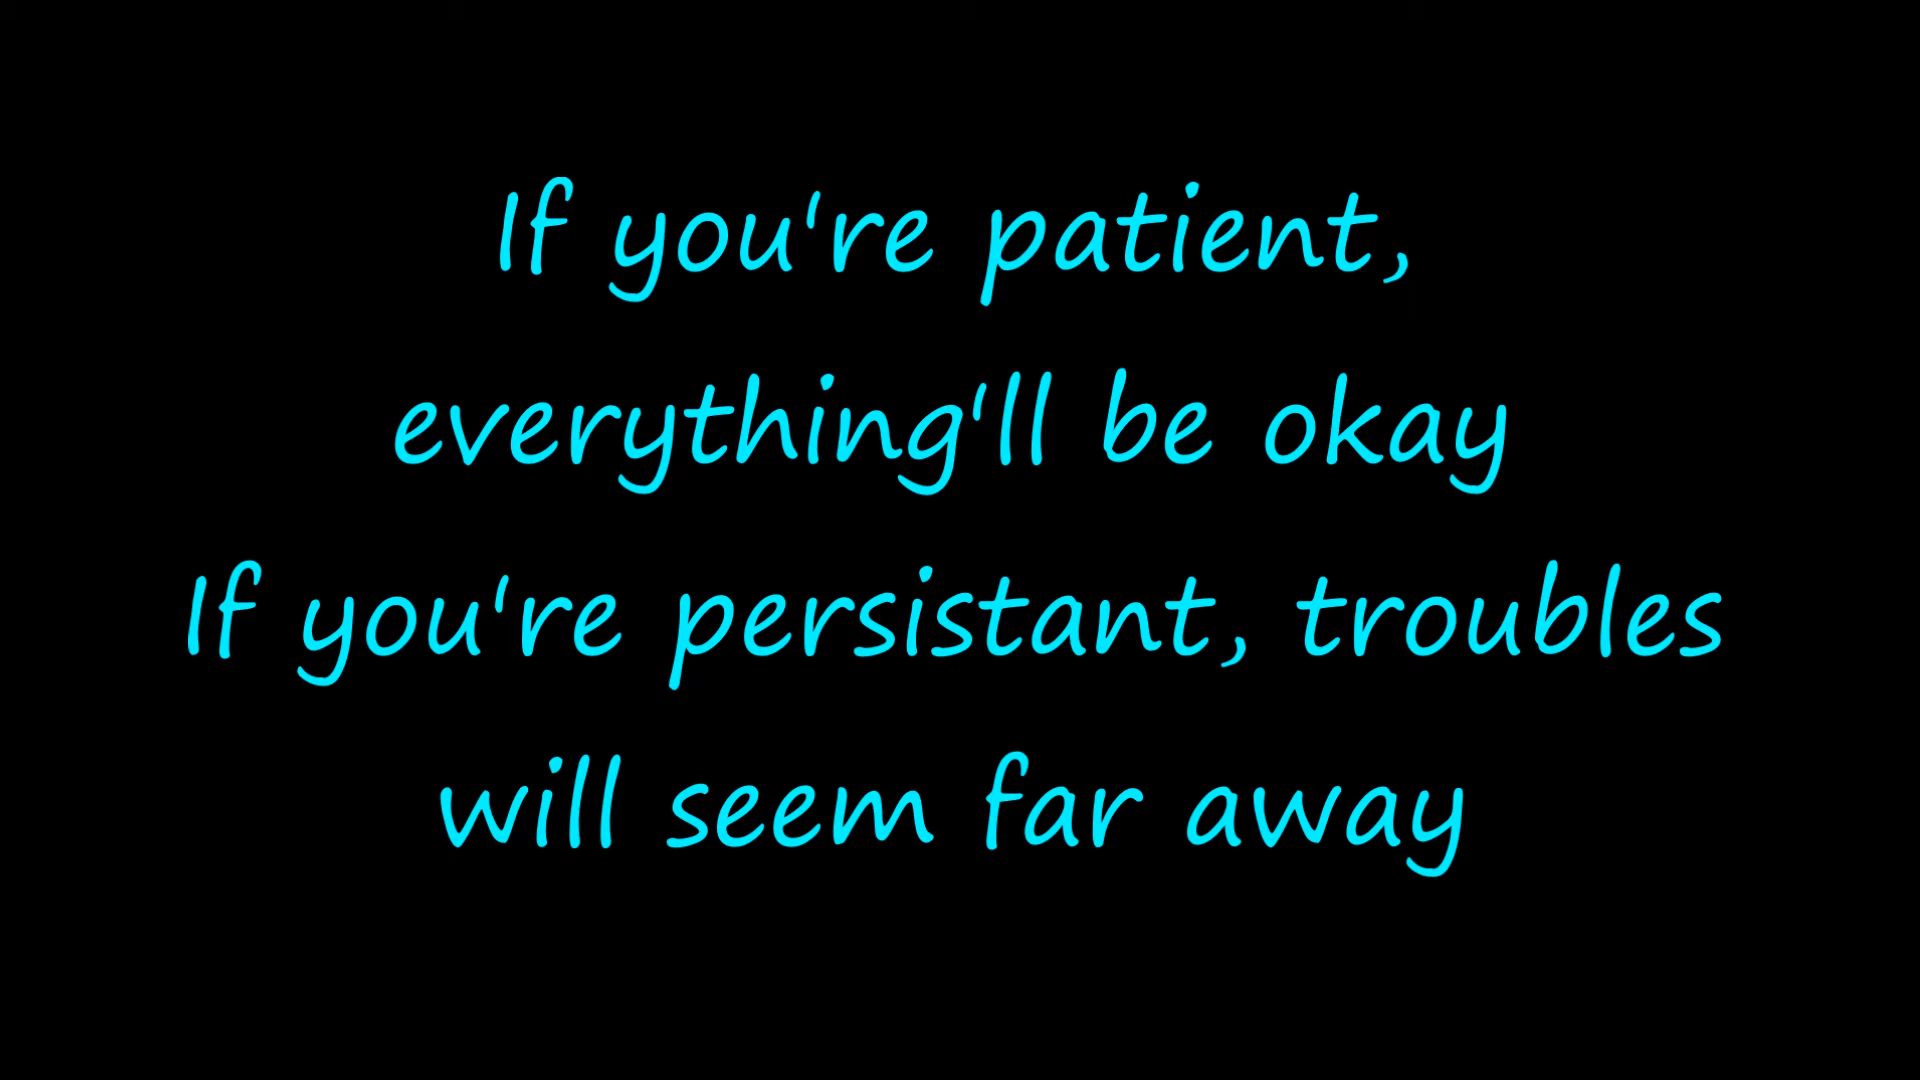 If you're patient,
everything'll be okay
If you're persistant, troubles
will seem far away